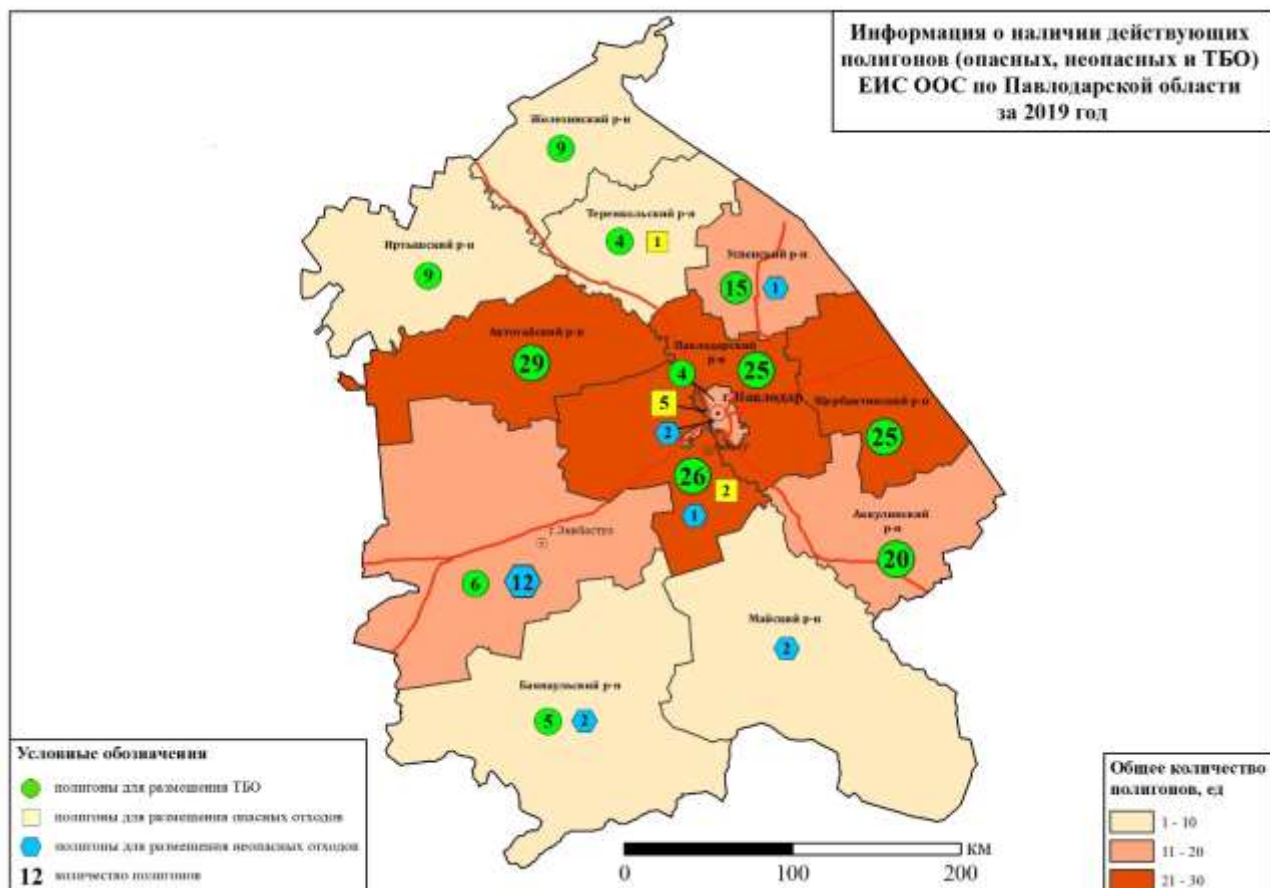 Информация о наличии действующих
полигонов (опасных, неопасных и ТБО)
ЕИС ООС по Павлодарской области
за 2019 год
Железинский р-н
9
Теренкольский р-н
4
1
Иртышский р-н
9
Успенский р-н
15
1
Актогайский р-н
29
Павлодарский
р-н
25
4
г.Павлодар
5
2
Щербактинский р-н
25
26
2
1
Аккулинский
р-н
20
г.Экибастуз
6
12
Майский р-н
2
Баянаульский р-н
5
2
Условные обозначения
полигоны для размещения ТБО
полигоны для размещения опасных отходов
полигоны для размещения неопасных отходов
12 количество полигонов
Общее количество
полигонов, ед
1 - 10
11 - 20
21 - 30
КМ
0 100 200